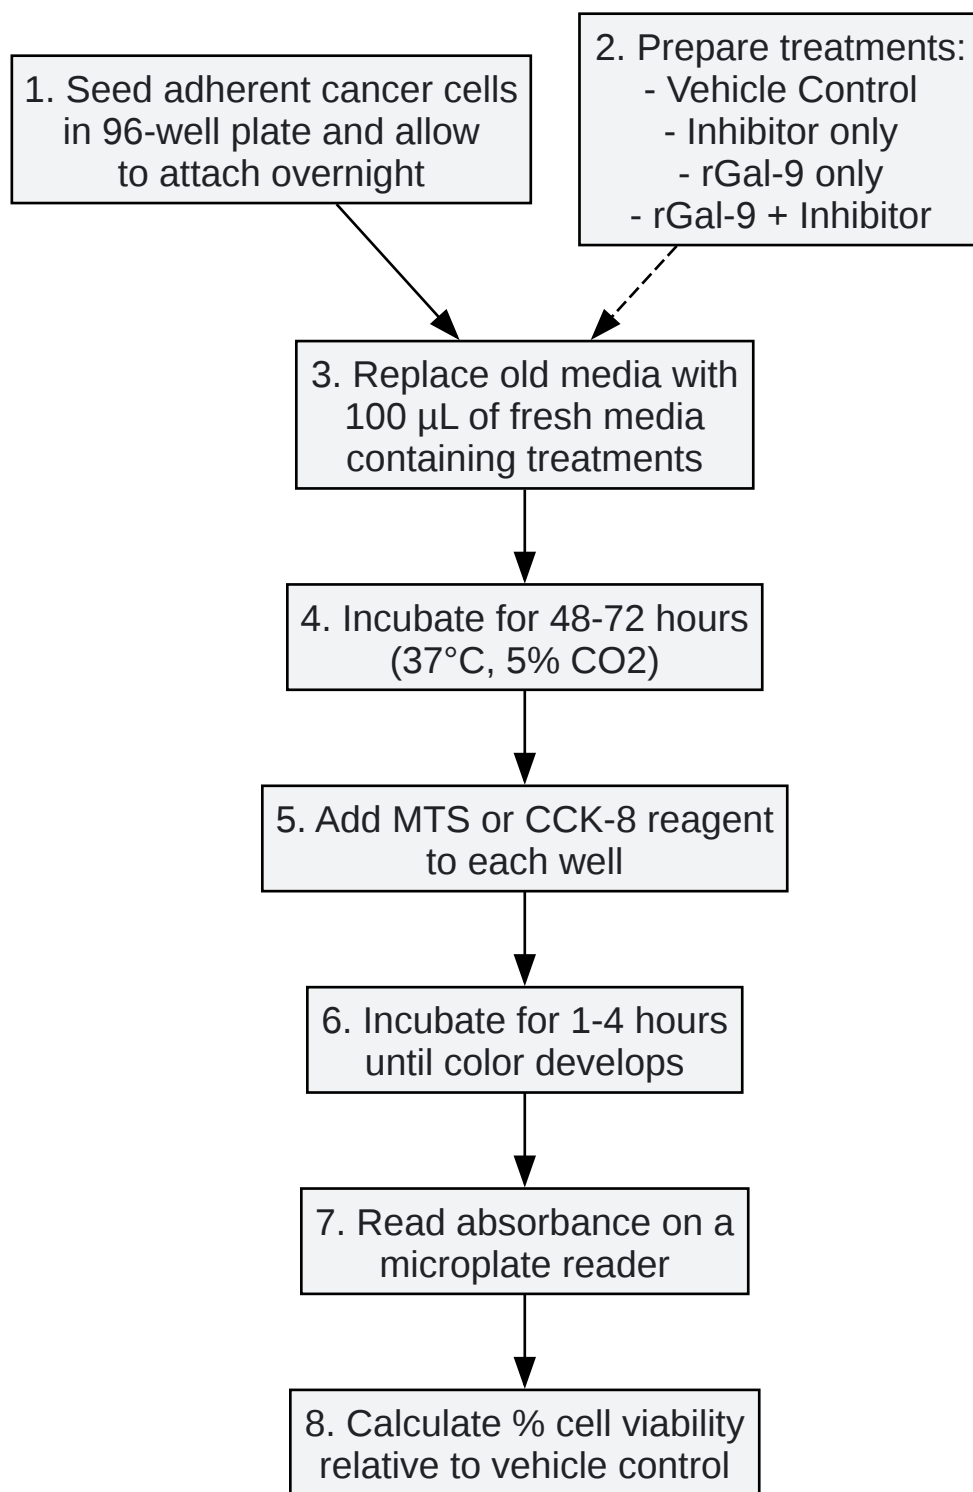 1. Seed adherent cancer cells
in 96-well plate and allow
to attach overnight
2. Prepare treatments:
- Vehicle Control
- Inhibitor only
- rGal-9 only
- rGal-9 + Inhibitor
3. Replace old media with
100 µL of fresh media
containing treatments
4. Incubate for 48-72 hours
(37°C, 5% CO2)
5. Add MTS or CCK-8 reagent
to each well
6. Incubate for 1-4 hours
until color develops
7. Read absorbance on a
microplate reader
8. Calculate % cell viability
relative to vehicle control